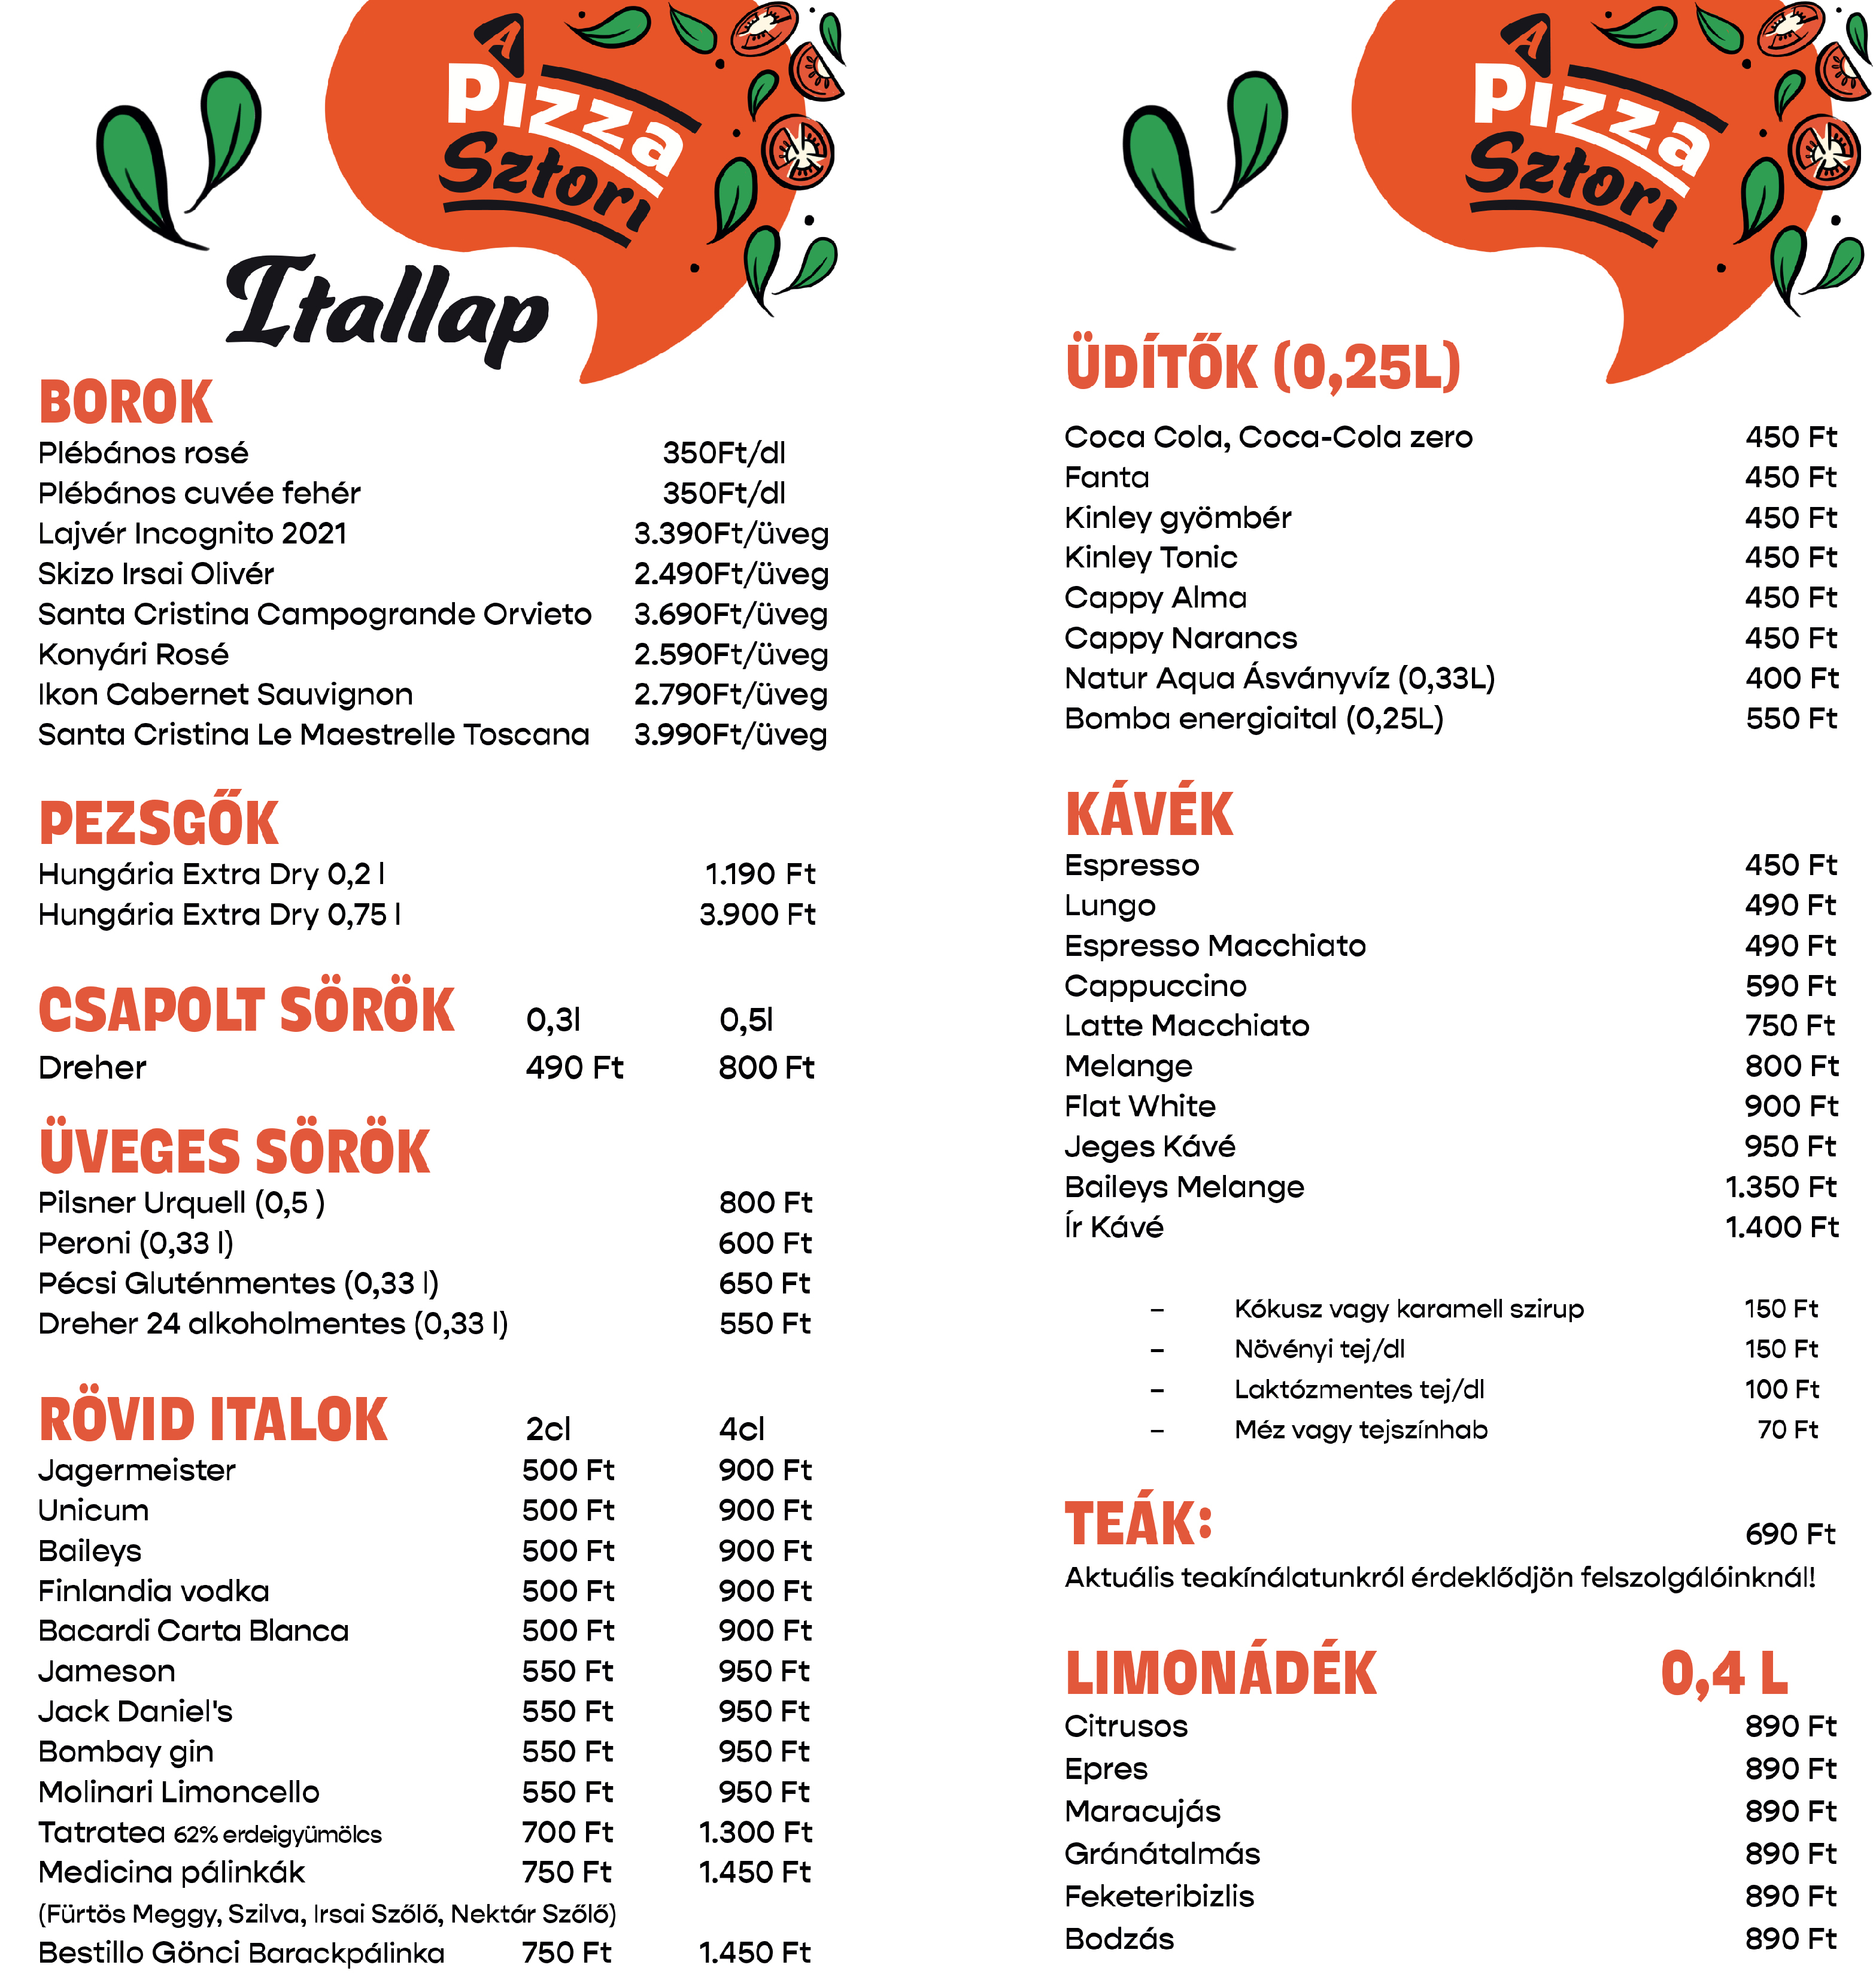 A
Pizza
Sztori
Itallap
BOROK
Plébános rosé 350Ft/dl
Plébános cuvée fehér 350Ft/dl
Lajvér Incognito 2021 3.390Ft/üveg
Skizo Irsai Olivér 2.490Ft/üveg
Santa Cristina Campogrande Orvieto 3.690Ft/üveg
Konyári Rosé 2.590Ft/üveg
Ikon Cabernet Sauvignon 2.790Ft/üveg
Santa Cristina Le Maestrelle Toscana 3.990Ft/üveg
PEZSGŐK
Hungária Extra Dry 0,2 l 1.190 Ft
Hungária Extra Dry 0,75 l 3.900 Ft
CSAPOLT SÖRÖK 0,3l 0,5l
Dreher 490 Ft 800 Ft
ÜVEGES SÖRÖK
Pilsner Urquell (0,5 ) 800 Ft
Peroni (0,33 l) 600 Ft
Pécsi Gluténmentes (0,33 l) 650 Ft
Dreher 24 alkoholmentes (0,33 l) 550 Ft
RÖVID ITALOK 2cl 4cl
Jagermeister 500 Ft 900 Ft
Unicum 500 Ft 900 Ft
Baileys 500 Ft 900 Ft
Finlandia vodka 500 Ft 900 Ft
Bacardi Carta Blanca 500 Ft 900 Ft
Jameson 550 Ft 950 Ft
Jack Daniel's 550 Ft 950 Ft
Bombay gin 550 Ft 950 Ft
Molinari Limoncello 550 Ft 950 Ft
Tatratea 62% erdeigyümölcs 700 Ft 1.300 Ft
Medicina pálinkák 750 Ft 1.450 Ft
(Fürtös Meggy, Szilva, Irsai Szőlő, Nektár Szőlő)
Bestillo Gönci Barackpálinka 750 Ft 1.450 Ft
A
Pizza
Sztori
ÜDÍTŐK (0,25L)
Coca Cola, Coca-Cola zero 450 Ft
Fanta 450 Ft
Kinley gyömbér 450 Ft
Kinley Tonic 450 Ft
Cappy Alma 450 Ft
Cappy Narancs 450 Ft
Natur Aqua Ásványvíz (0,33L) 400 Ft
Bomba energiaital (0,25L) 550 Ft
KÁVÉK
Espresso 450 Ft
Lungo 490 Ft
Espresso Macchiato 490 Ft
Cappuccino 590 Ft
Latte Macchiato 750 Ft
Melange 800 Ft
Flat White 900 Ft
Jeges Kávé 950 Ft
Baileys Melange 1.350 Ft
Ír Kávé 1.400 Ft
– Kókusz vagy karamell szirup 150 Ft
– Növényi tej/dl 150 Ft
– Laktózmentes tej/dl 100 Ft
– Méz vagy tejszínhab 70 Ft
TEÁK: 690 Ft
Aktuális teakínálatunkról érdeklődjön felszolgálóinknál!
LIMONÁDÉK 0,4 L
Citrusos 890 Ft
Epres 890 Ft
Maracujás 890 Ft
Gránátalmás 890 Ft
Feketeribizlis 890 Ft
Bodzás 890 Ft